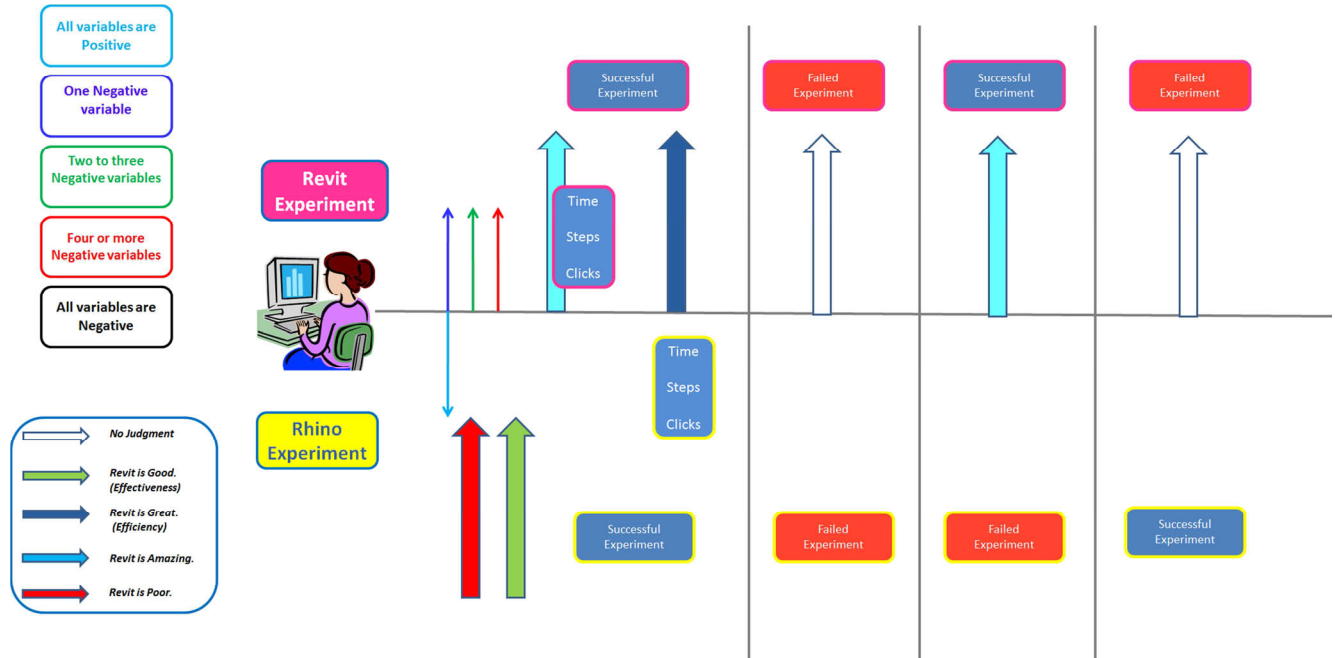 All variables are
Positive
One Negative
variable
Two to three
Negative variables
Four or more
Negative variables
All variables are
Negative
No Judgment
Revit is Good.
(Effectiveness)
Revit is Great.
(Efficiency)
Revit is Amazing.
Revit is Poor.
Revit
Experiment
Rhino
Experiment
Successful
Experiment
Time
Steps
Clicks
Time
Steps
Clicks
Successful
Experiment
Failed
Experiment
Failed
Experiment
Successful
Experiment
Failed
Experiment
Failed
Experiment
Successful
Experiment